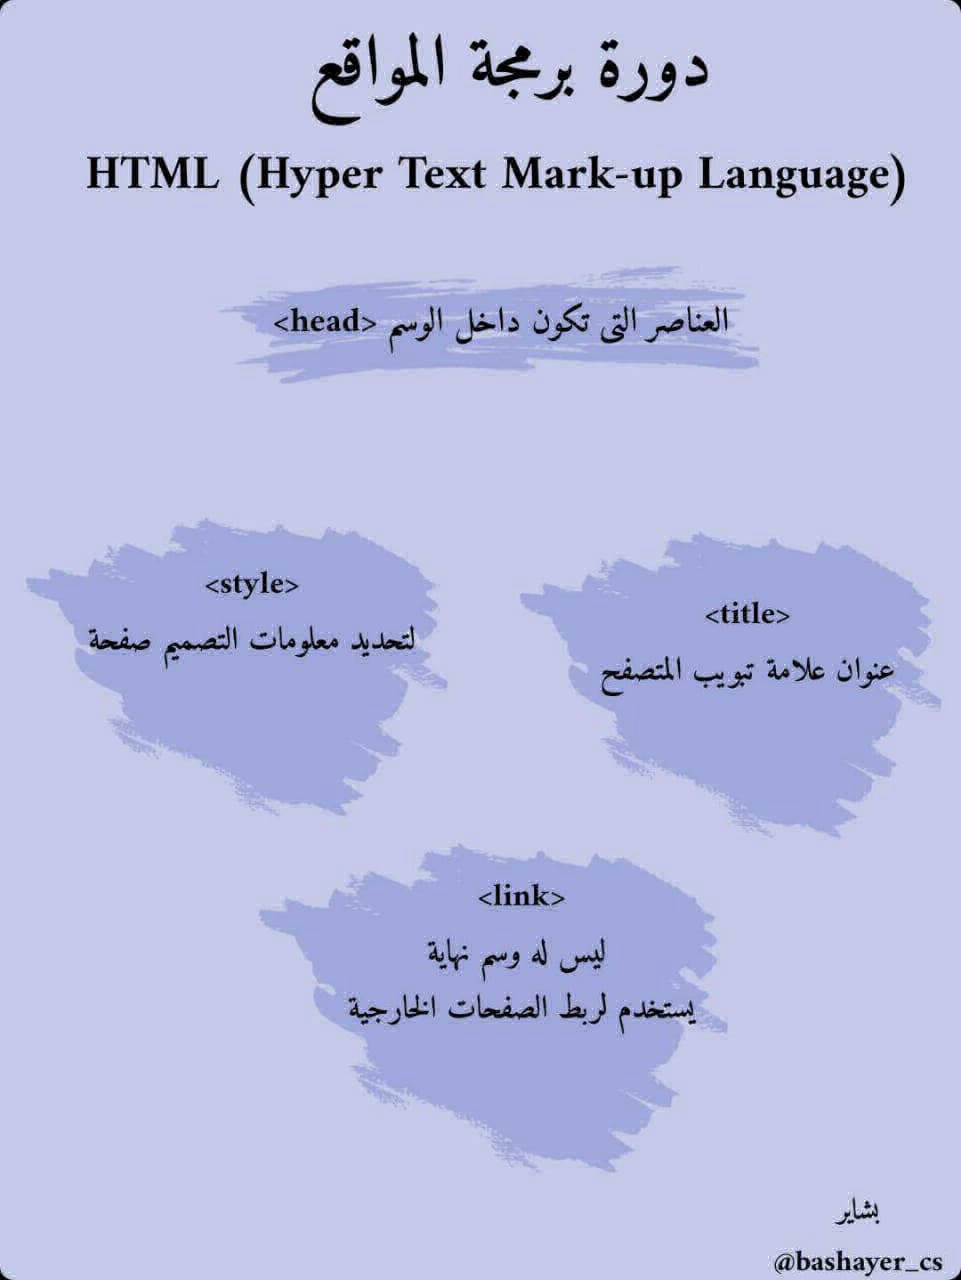 دورة برمجة المواقع
HTML (Hyper Text Mark-up Language)
العناصر التى تكون داخل الوسم <head>
<title>
عنوان علامة تبويب المتصفح
<style>
لتحديد معلومات التصميم صفحة
<link>
ليس له وسم نهاية
يستخدم لربط الصفحات الخارجية
بشاير
@bashayer_cs